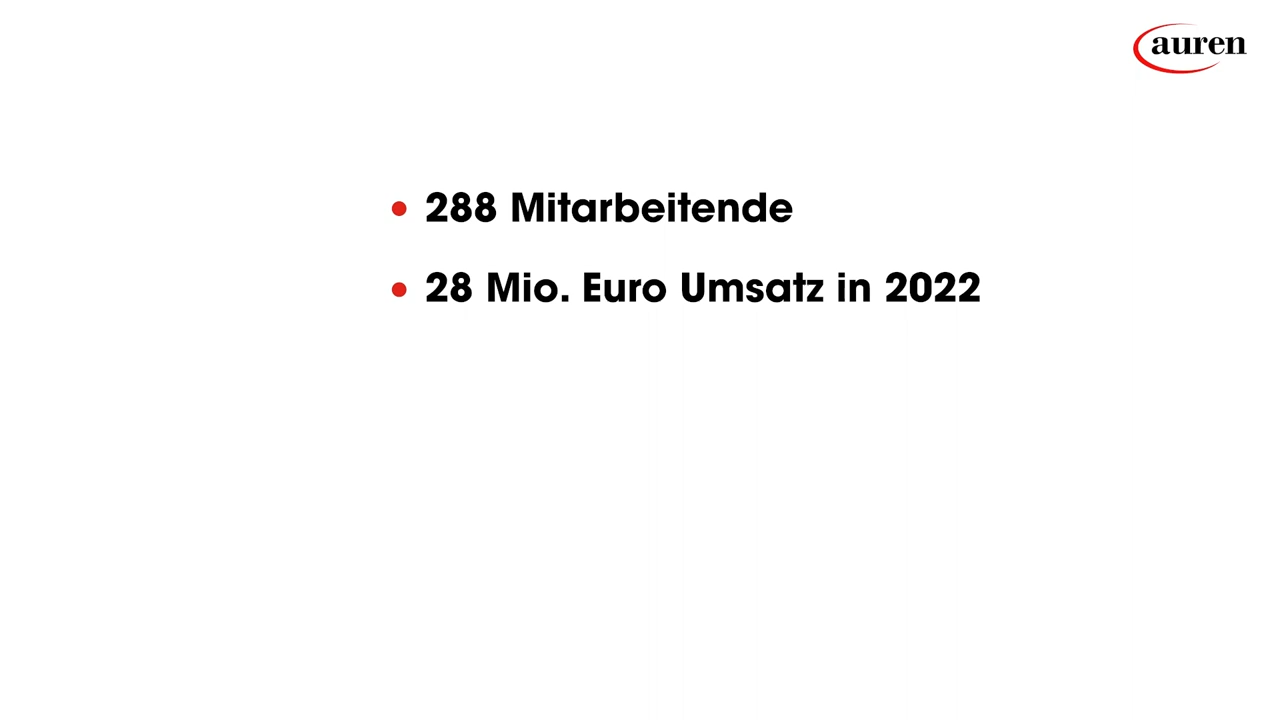 auren
• 288 Mitarbeitende
• 28 Mio. Euro Umsatz in 2022